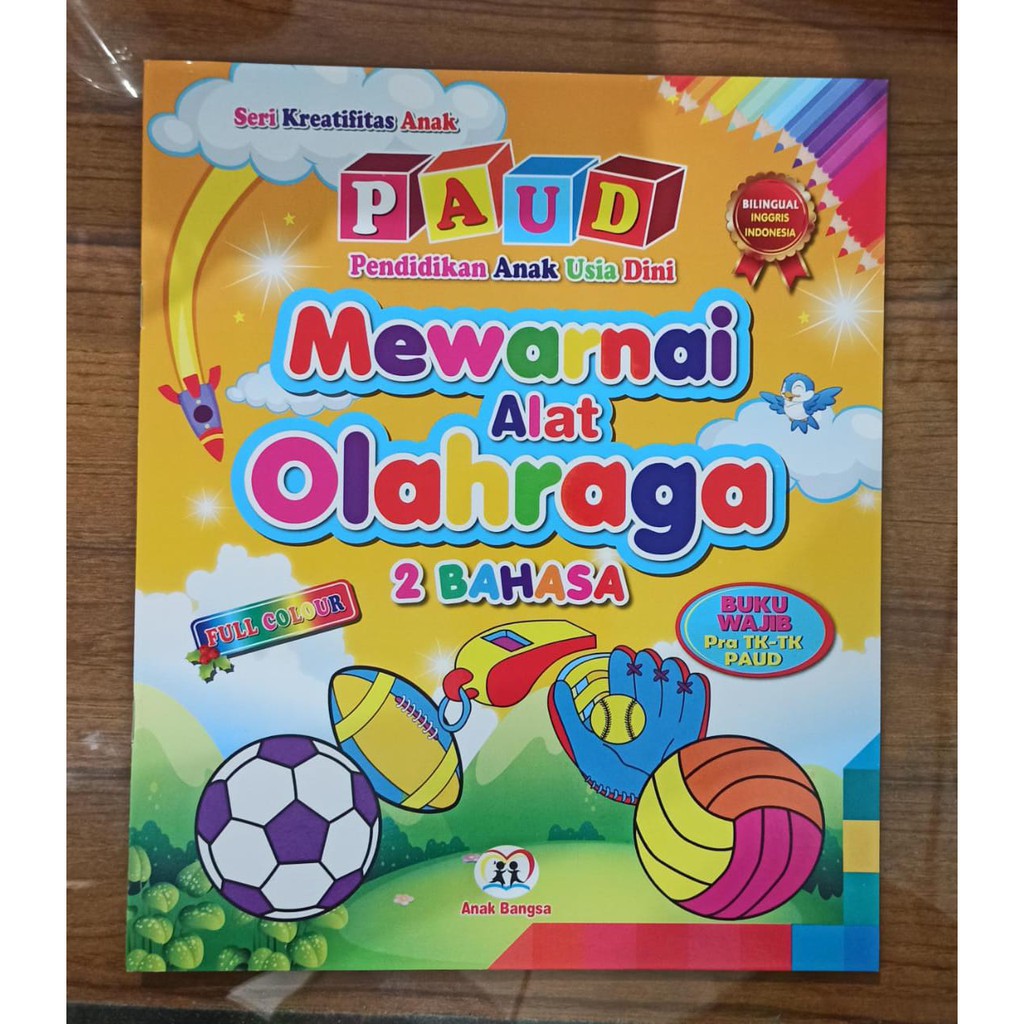 Seri Kreatifitas Anak
PAUD
Pendidikan Anak Usia Dini
BILINGUAL
INGGRIS
INDONESIA
Mewarnai
Alat
Olahraga
2 BAHASA
FULL COLOUR
BUKU
WAJIB
Pra TK-TK
PAUD
Anak Bangsa